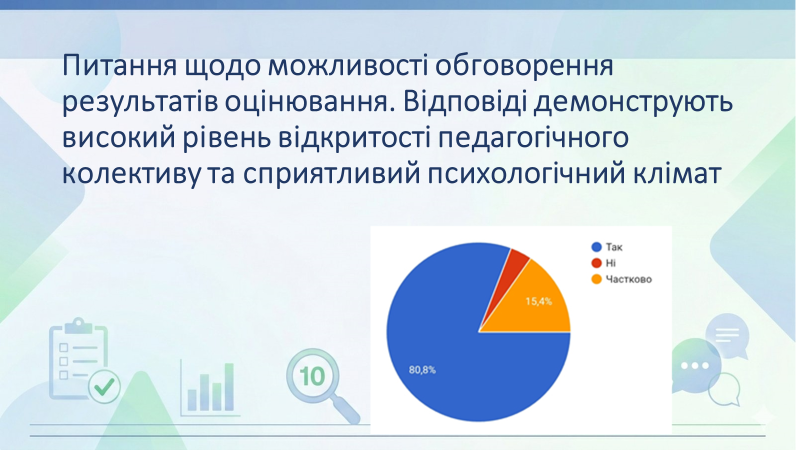 Питання щодо можливості обговорення
результатів оцінювання. Відповіді демонструють
високий рівень відкритості педагогічного
колективу та сприятливий психологічний клімат
Так
Ні
Частково
15,4%
80,8%
10